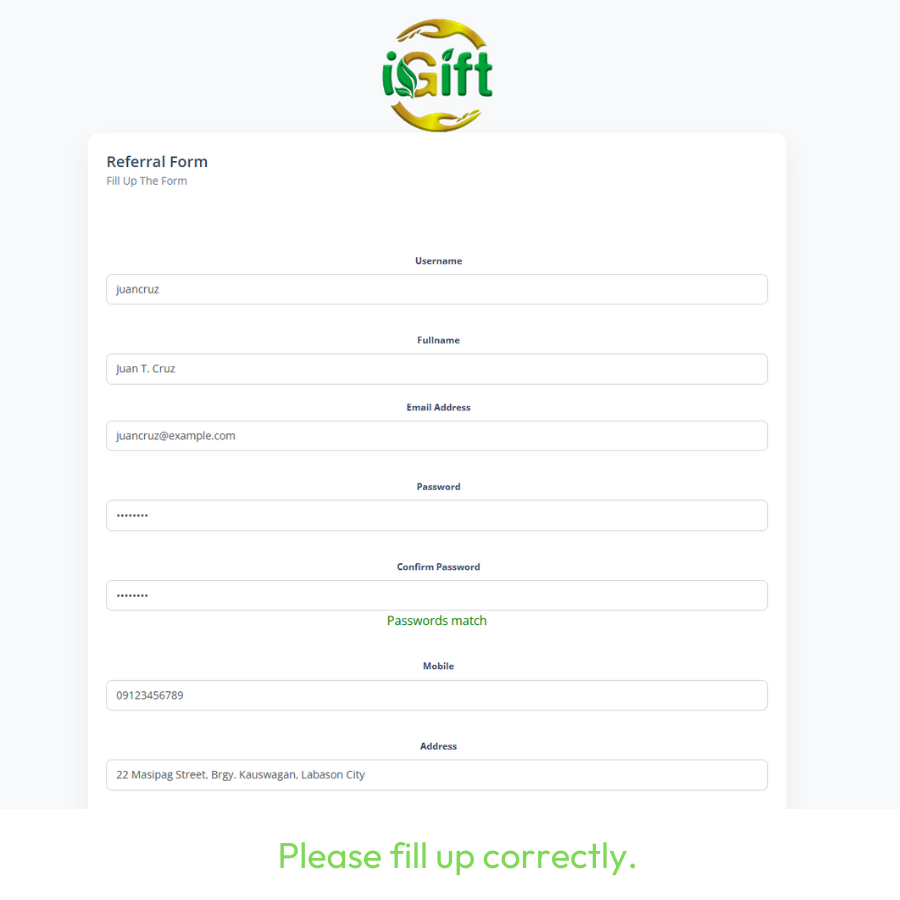 iGift
Referral Form
Fill Up The Form
Username
juancruz
Fullname
Juan T. Cruz
Email Address
juancruz@example.com
Password
••••••••
Confirm Password
••••••••
Passwords match
Mobile
09123456789
Address
22 Masipag Street, Brgy. Kauswagan, Labason City
Please fill up correctly.